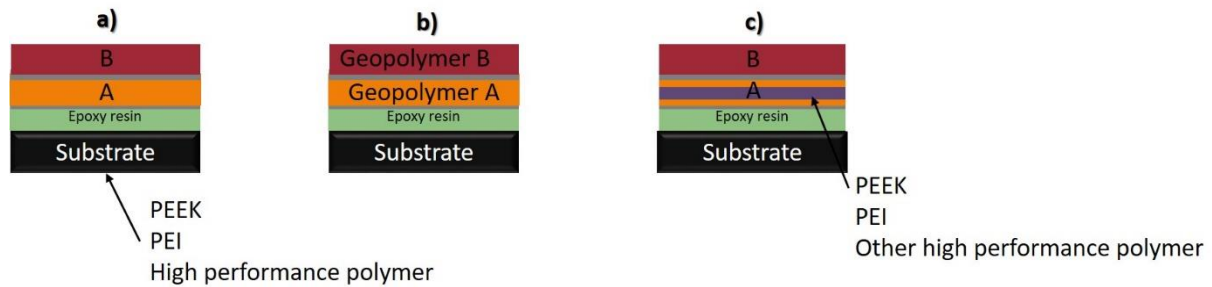 a)
B
A
Epoxy resin
Substrate
PEEK
PEI
High performance polymer
b)
Geopolymer B
Geopolymer A
Epoxy resin
Substrate
c)
B
A
Epoxy resin
Substrate
PEEK
PEI
Other high performance polymer